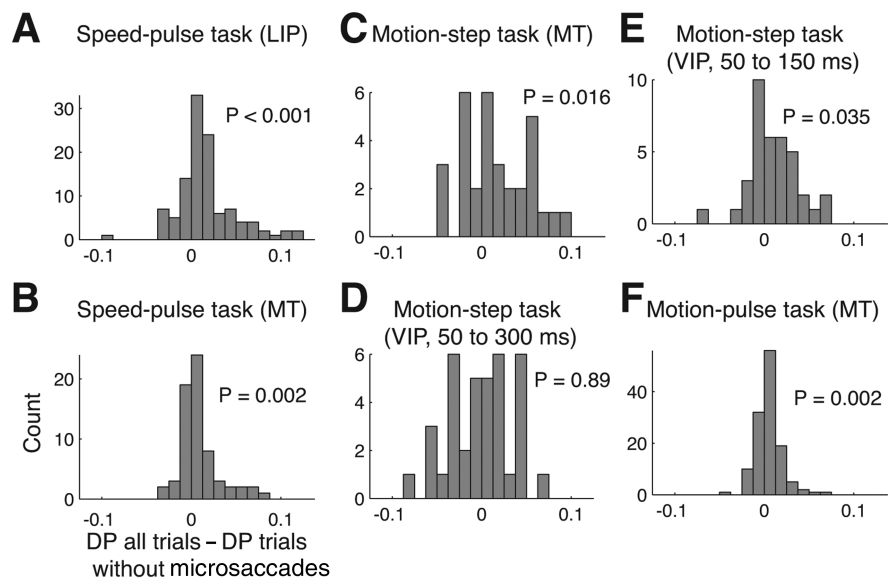 A
Speed-pulse task (LIP)
P < 0.001
30
20
10
0
-0.1
0
0.1
B
Speed-pulse task (MT)
P = 0.002
Count
20
10
0
-0.1
0
0.1
DP all trials – DP trials
without microsaccades
C
Motion-step task (MT)
P = 0.016
6
4
2
0
-0.1
0
0.1
D
Motion-step task
(VIP, 50 to 300 ms)
P = 0.89
6
4
2
0
-0.1
0
0.1
E
Motion-step task
(VIP, 50 to 150 ms)
P = 0.035
10
5
0
-0.1
0
0.1
F
Motion-pulse task (MT)
P = 0.002
40
20
0
-0.1
0
0.1